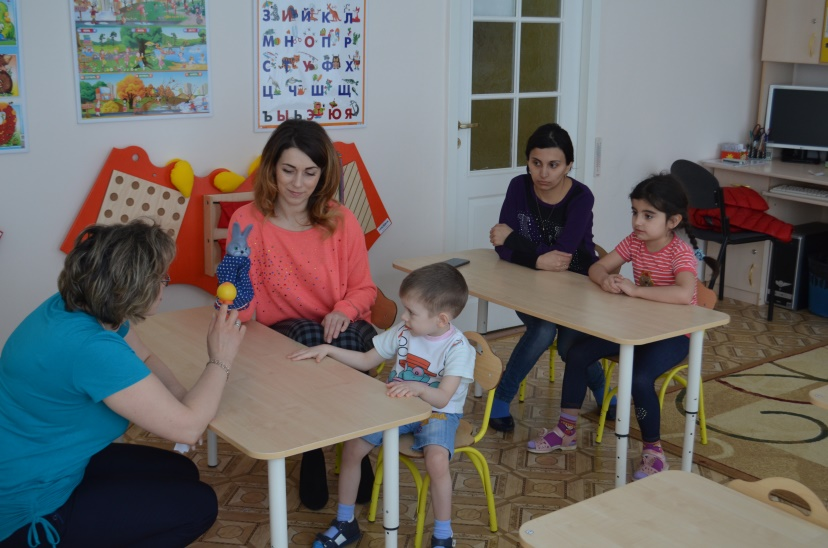 З И Й К Л
М Н О П Р
С Т У Ф Х
Ц Ч Ш Щ
Ъ Ы Ь Э Ю Я